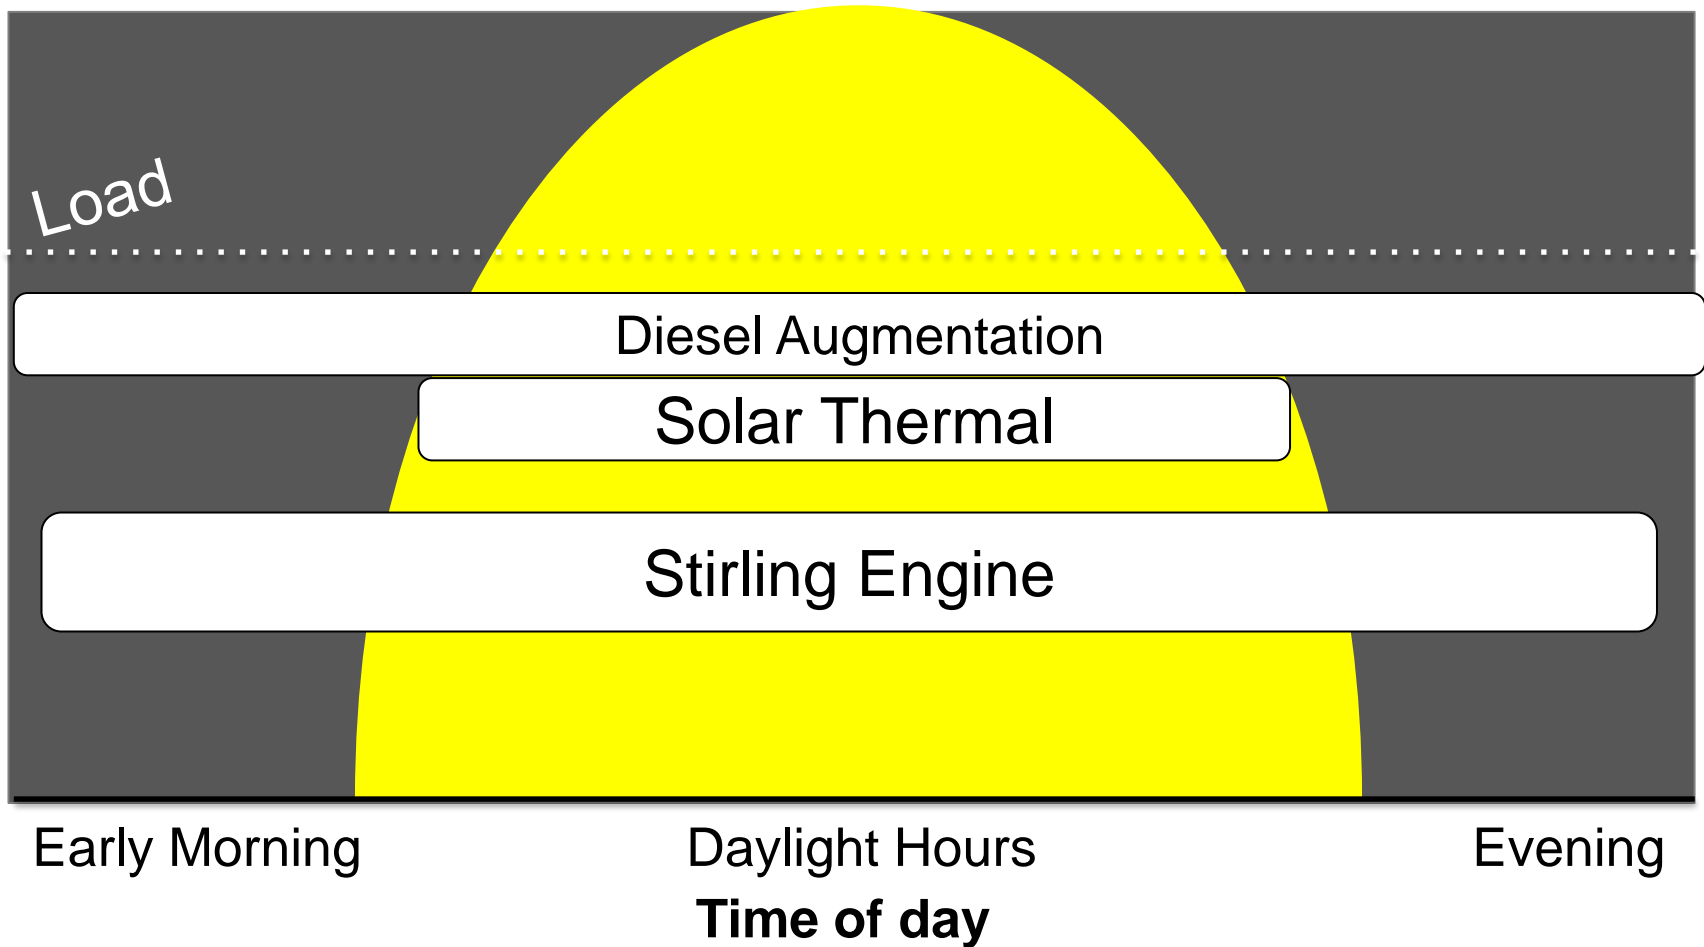 Load
Diesel Augmentation
Solar Thermal
Stirling Engine
Early Morning Daylight Hours Evening
Time of day